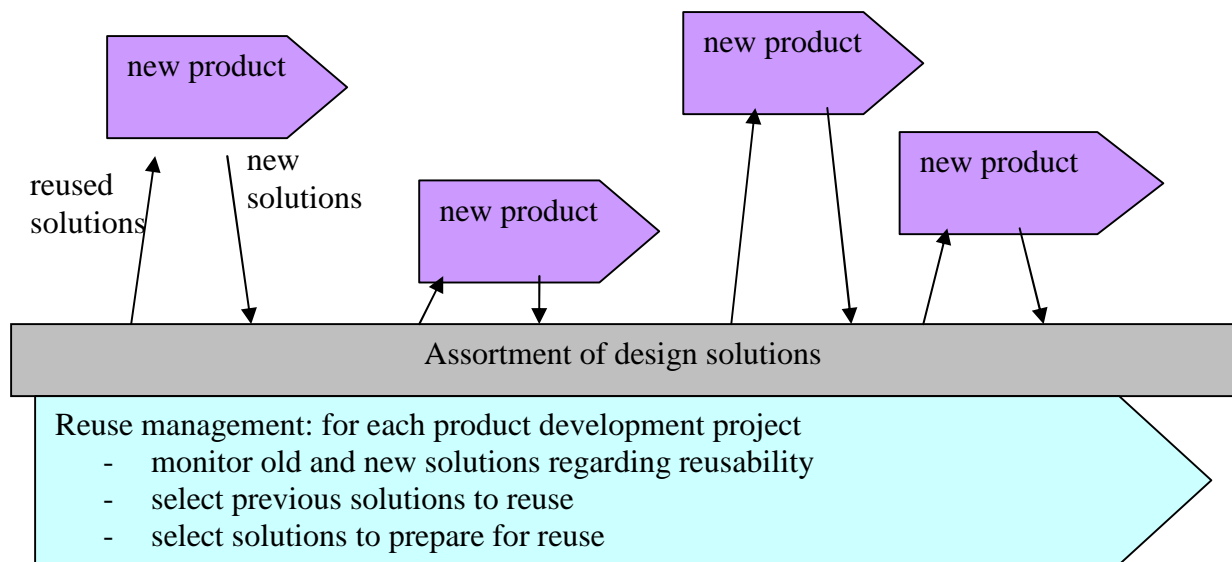 new product
new product
new product
new product
reused
solutions
new
solutions
Assortment of design solutions
Reuse management: for each product development project
- monitor old and new solutions regarding reusability
- select previous solutions to reuse
- select solutions to prepare for reuse